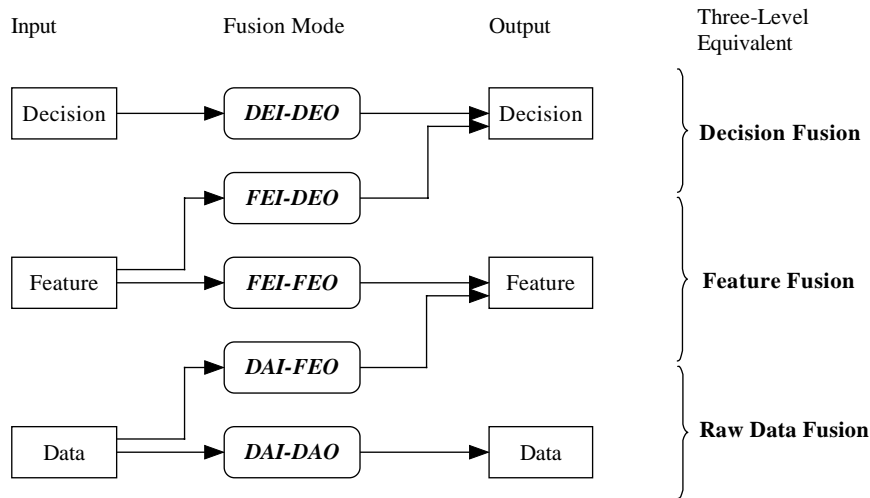 Input Fusion Mode Output Three-Level
Equivalent
Decision DEI-DEO Decision
Decision Fusion
FEI-DEO
Feature FEI-FEO Feature Feature Fusion
DAI-FEO
Raw Data Fusion
Data DAI-DAO Data